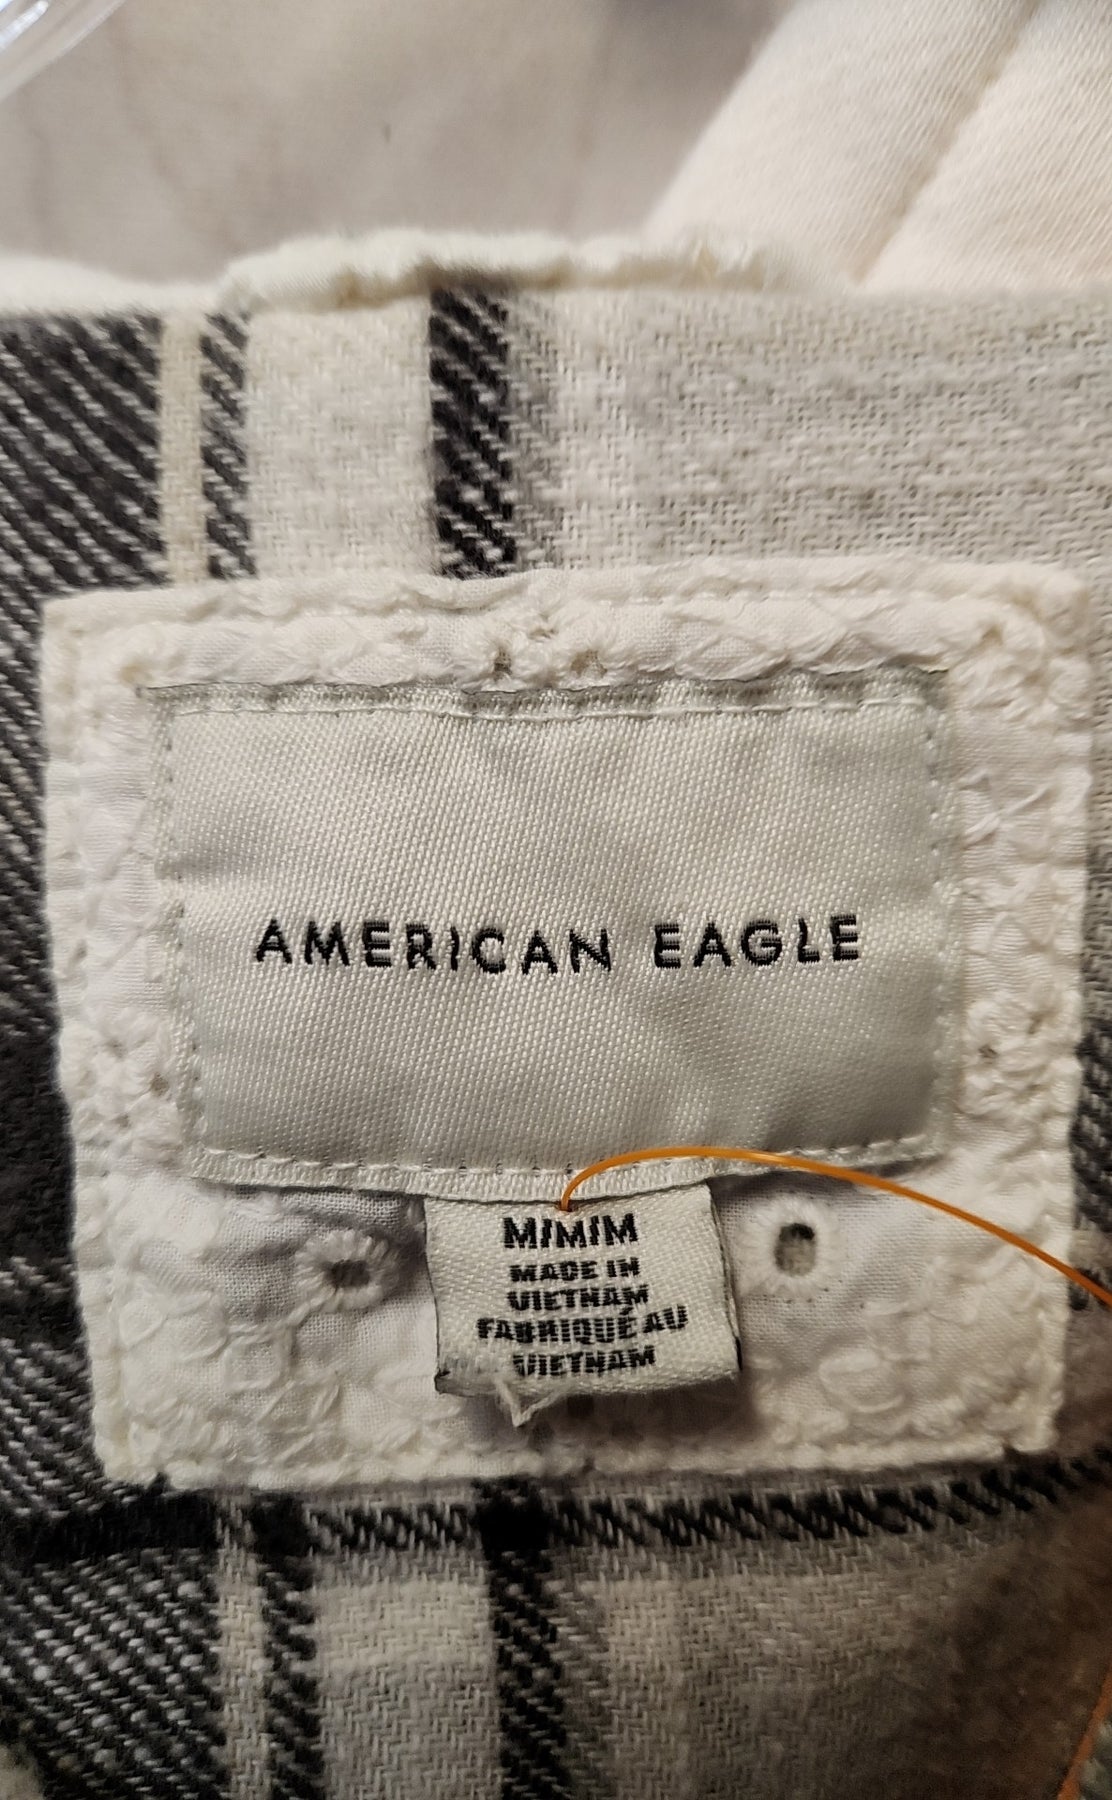 AMERICAN EAGLE
M/M/M
MADE IN
VIETNAM
FABRIQUÉ AU
VIETNAM